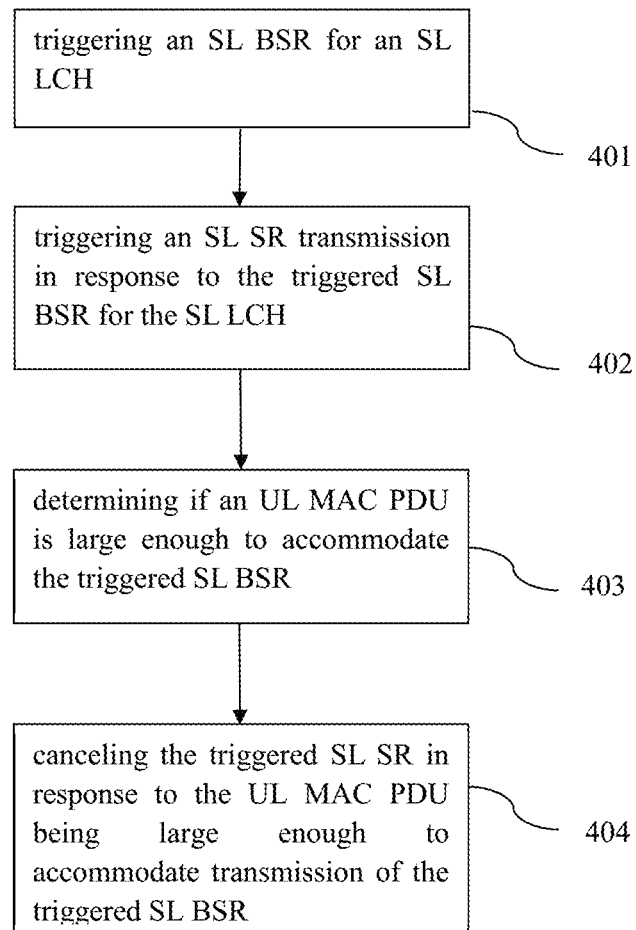 triggering an SL BSR for an SL
LCH
401
triggering an SL SR transmission
in response to the triggered SL
BSR for the SL LCH
402
determining if an UL MAC PDU
is large enough to accommodate
the triggered SL BSR
403
canceling the triggered SL SR in
response to the UL MAC PDU
being large enough to
accommodate transmission of the
triggered SL BSR
404